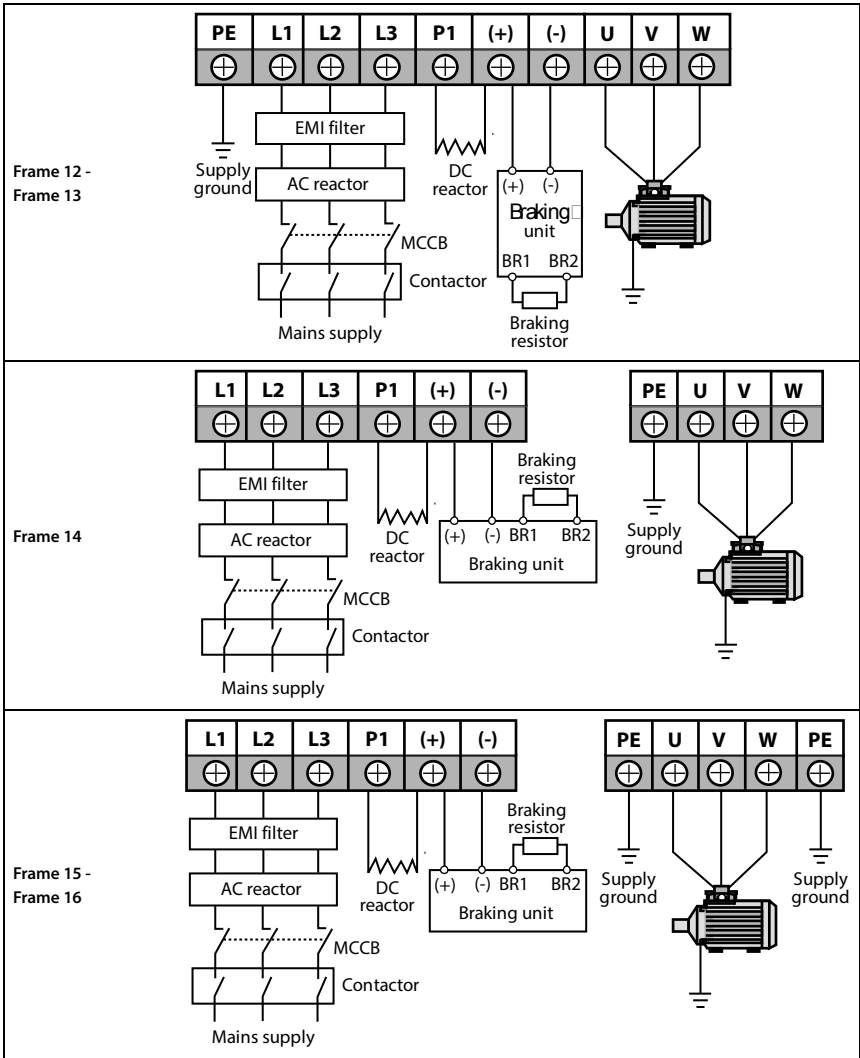 PE L1 L2 L3 P1 (+) (-) U V W
EMI filter
Supply
ground
AC reactor
DC
reactor
(+) (-)
Braking
unit
BR1 BR2
Frame 12 -
Frame 13
MCCB
Contactor
Mains supply
Braking
resistor
L1 L2 L3 P1 (+) (-) PE U V W
Braking
resistor
EMI filter
Frame 14
AC reactor
DC
reactor
(+) (-) BR1 BR2
Braking unit
Supply
ground
MCCB
Contactor
Mains supply
L1 L2 L3 P1 (+) (-) PE U V W PE
Braking
resistor
EMI filter
Frame 15 -
Frame 16
AC reactor
DC
reactor
(+) (-) BR1 BR2
Braking unit
Supply
ground
Supply
ground
MCCB
Contactor
Mains supply